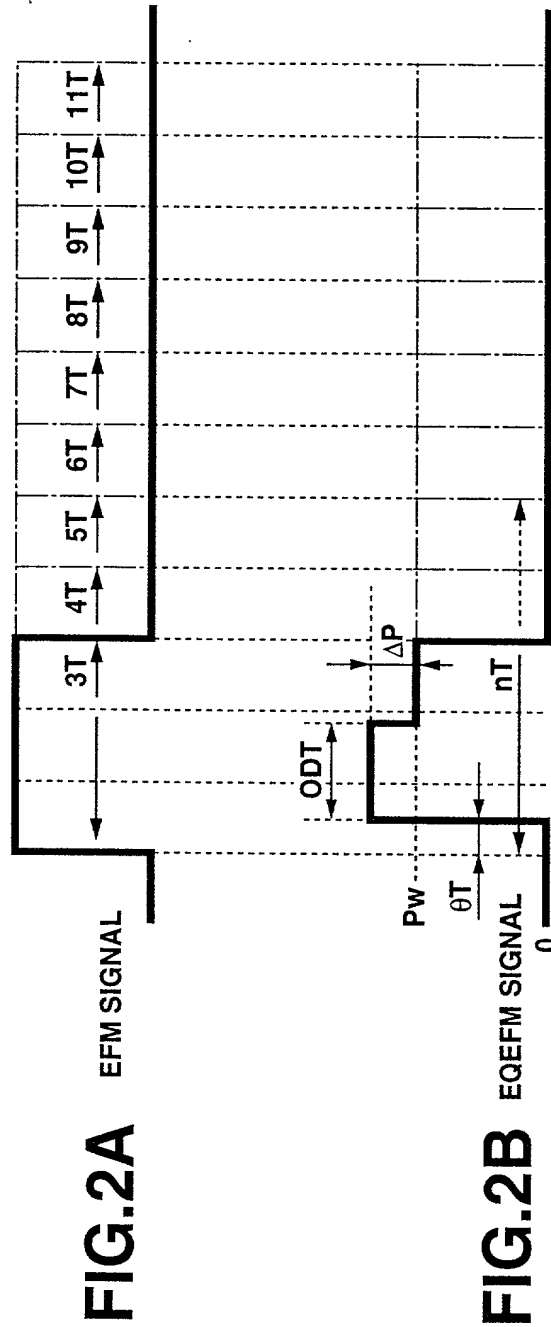 FIG.2A
EFM SIGNAL
3T
4T
5T
6T
7T
8T
9T
10T
11T
FIG.2B
EQEFM SIGNAL
0
Pw
θT
ODT
ΔP
nT